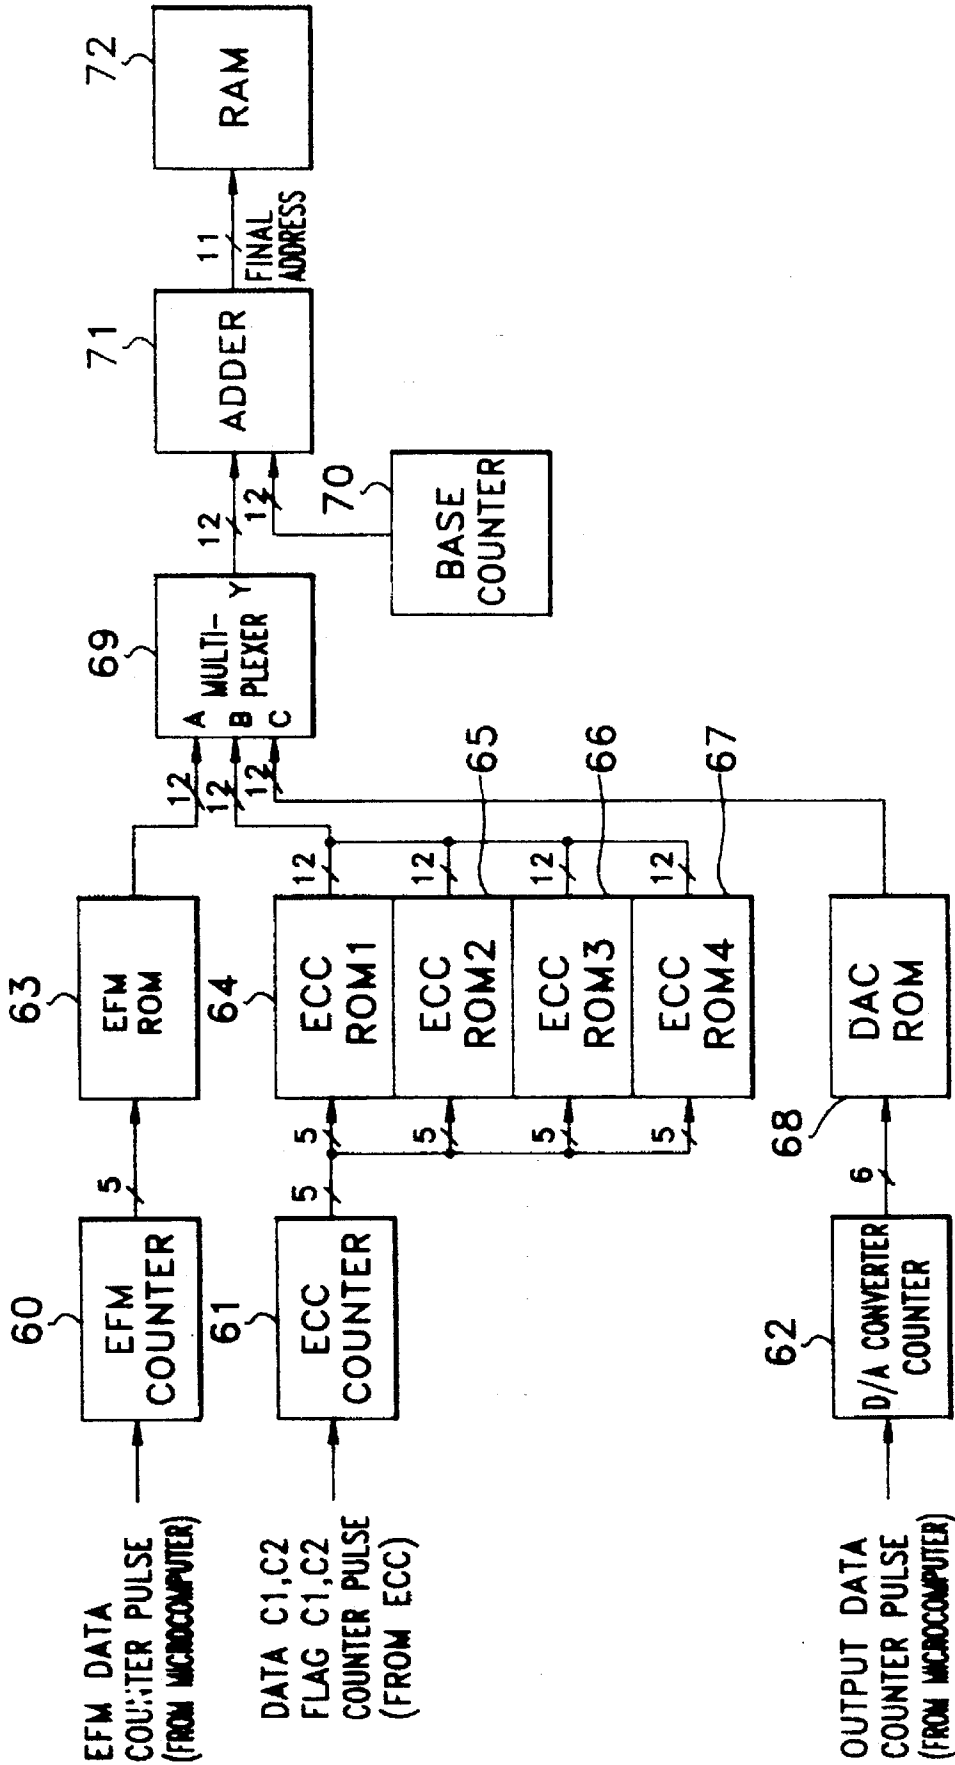 EFM DATA
COUNTER PULSE
(FROM MICROCOMPUTER)
60
EFM
COUNTER
5
63
EFM
ROM
12
DATA C1,C2
FLAG C1,C2
COUNTER PULSE
(FROM ECC)
61
ECC
COUNTER
5
5
5
5
5
64
ECC
ROM1
ECC
ROM2
ECC
ROM3
ECC
ROM4
12
12
12
12
65
66
67
12
OUTPUT DATA
COUNTER PULSE
(FROM MICROCOMPUTER)
62
D/A CONVERTER
COUNTER
6
68
DAC
ROM
12
69
A
B
C
MULTI-
PLEXER
Y
12
12
70
BASE
COUNTER
71
ADDER
11
FINAL
ADDRESS
72
RAM